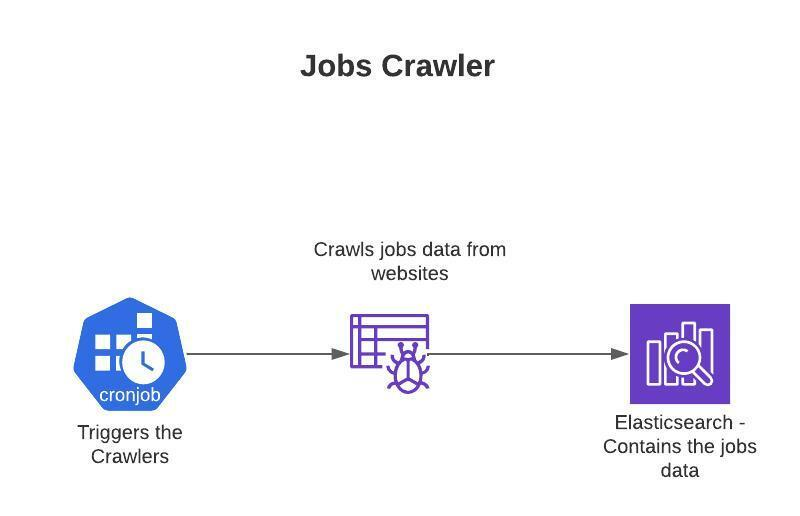 Jobs Crawler
Crawls jobs data from
websites
cronjob
Triggers the
Crawlers
Elasticsearch -
Contains the jobs
data